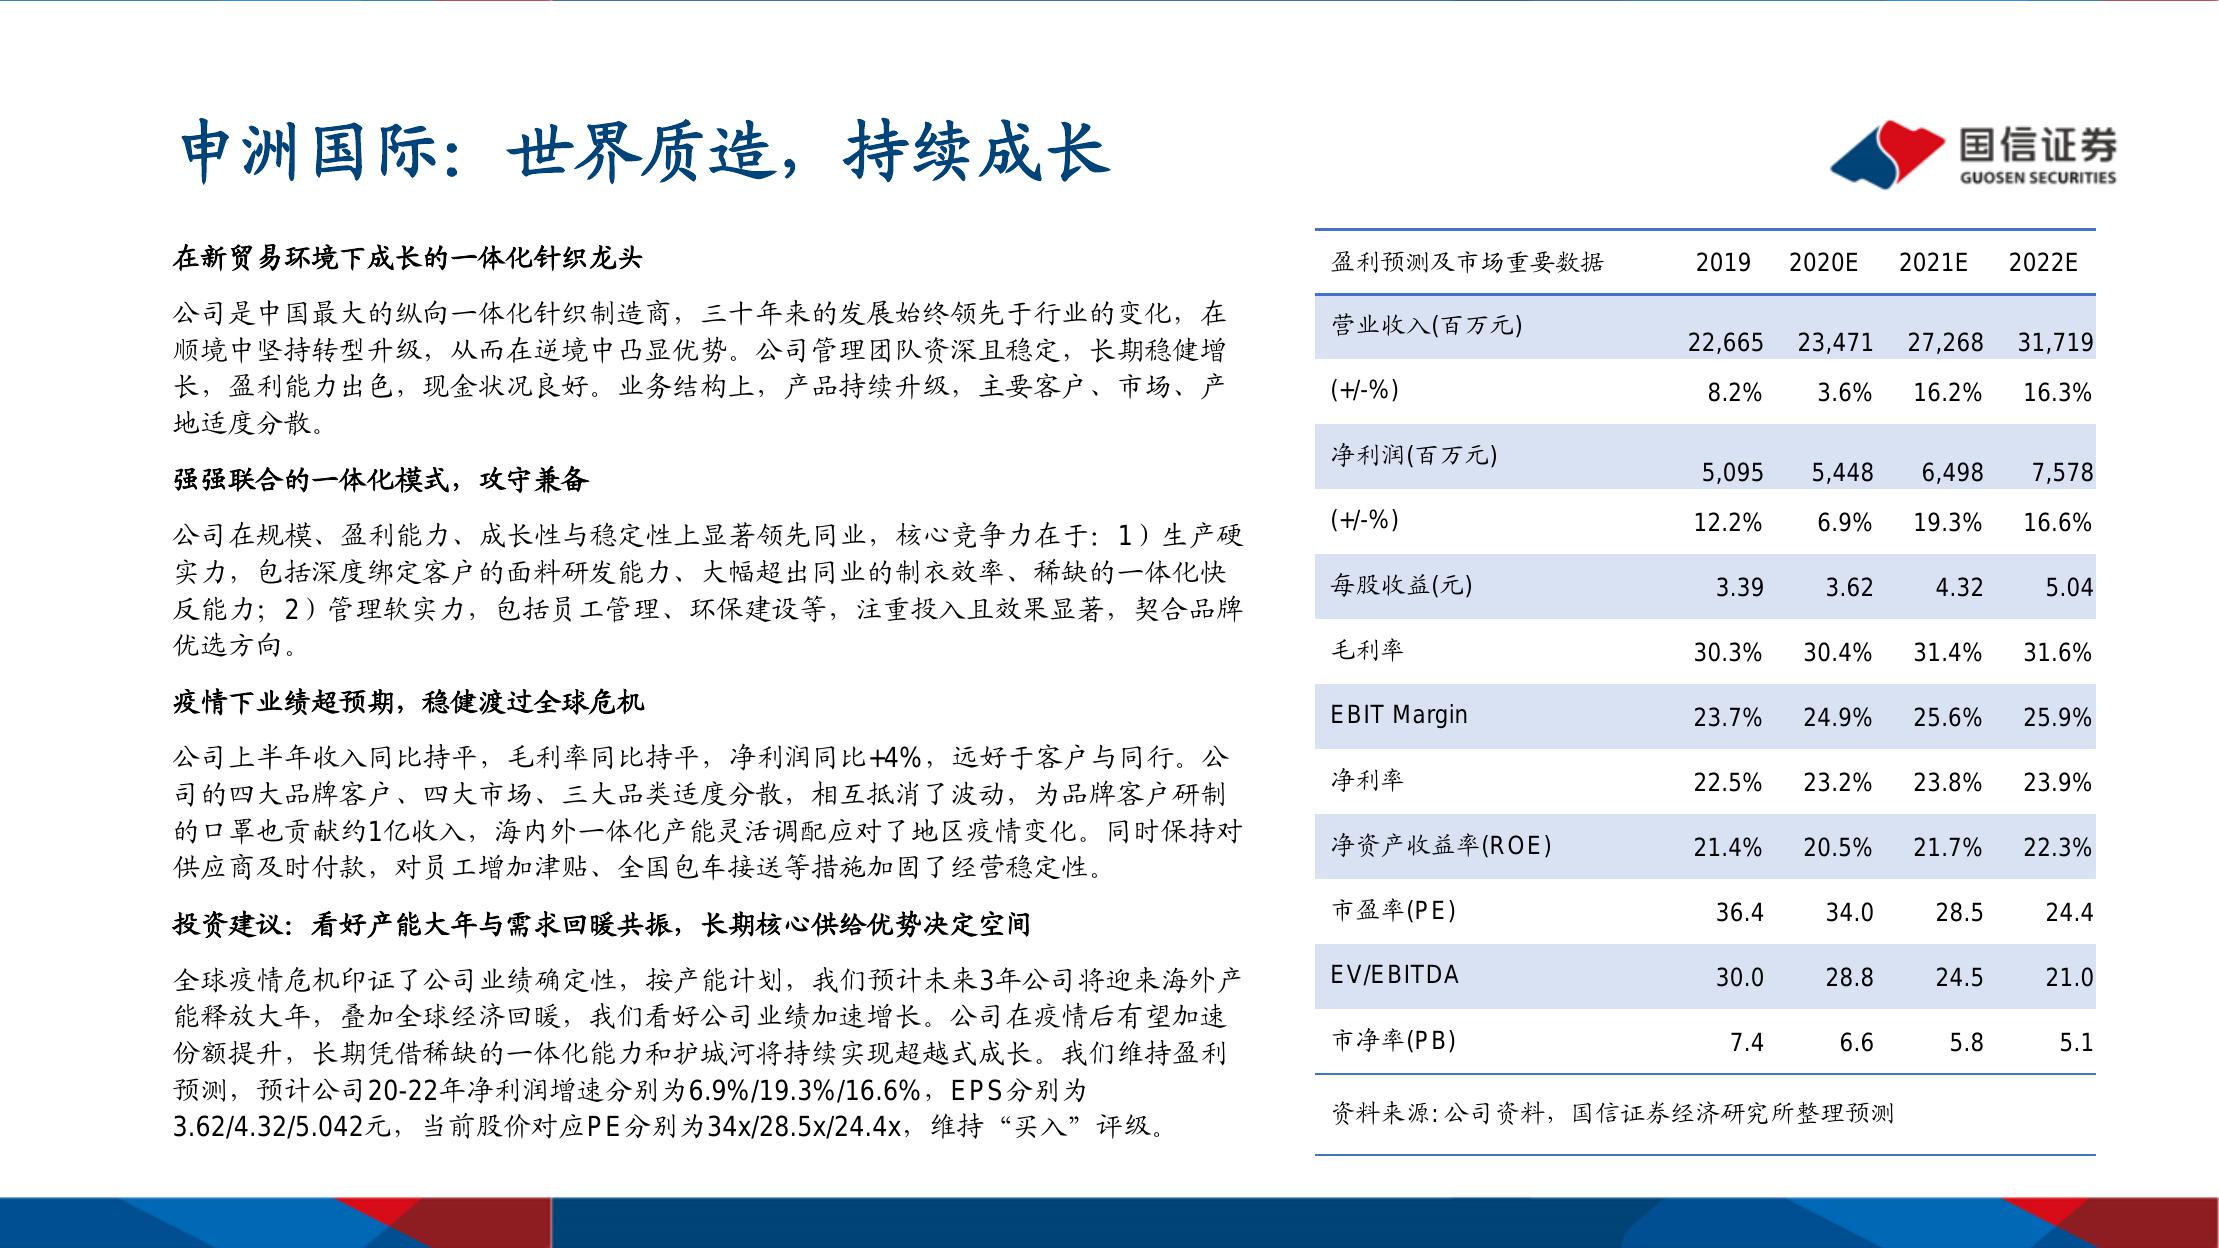 申洲国际：世界质造，持续成长
国信证券
GUOSEN SECURITIES
在新贸易环境下成长的一体化针织龙头
公司是中国最大的纵向一体化针织制造商，三十年来的发展始终领先于行业的变化，在
顺境中坚持转型升级，从而在逆境中凸显优势。公司管理团队资深且稳定，长期稳健增
长，盈利能力出色，现金状况良好。业务结构上，产品持续升级，主要客户、市场、产
地适度分散。
强强联合的一体化模式，攻守兼备
公司在规模、盈利能力、成长性与稳定性上显著领先同业，核心竞争力在于：1）生产硬
实力，包括深度绑定客户的面料研发能力、大幅超出同业的制衣效率、稀缺的一体化快
反能力；2）管理软实力，包括员工管理、环保建设等，注重投入且效果显著，契合品牌
优选方向。
疫情下业绩超预期，稳健渡过全球危机
公司上半年收入同比持平，毛利率同比持平，净利润同比+4%，远好于客户与同行。公
司的四大品牌客户、四大市场、三大品类适度分散，相互抵消了波动，为品牌客户研制
的口罩也贡献约1亿收入，海内外一体化产能灵活调配应对了地区疫情变化。同时保持对
供应商及时付款，对员工增加津贴、全国包车接送等措施加固了经营稳定性。
投资建议：看好产能大年与需求回暖共振，长期核心供给优势决定空间
全球疫情危机印证了公司业绩确定性，按产能计划，我们预计未来3年公司将迎来海外产
能释放大年，叠加全球经济回暖，我们看好公司业绩加速增长。公司在疫情后有望加速
份额提升，长期凭借稀缺的一体化能力和护城河将持续实现超越式成长。我们维持盈利
预测，预计公司20-22年净利润增速分别为6.9%/19.3%/16.6%，EPS分别为
3.62/4.32/5.042元，当前股价对应PE分别为34x/28.5x/24.4x，维持“买入”评级。
盈利预测及市场重要数据 2019 2020E 2021E 2022E
营业收入(百万元) 22,665 23,471 27,268 31,719
(+/-%) 8.2% 3.6% 16.2% 16.3%
净利润(百万元) 5,095 5,448 6,498 7,578
(+/-%) 12.2% 6.9% 19.3% 16.6%
每股收益(元) 3.39 3.62 4.32 5.04
毛利率 30.3% 30.4% 31.4% 31.6%
EBIT Margin 23.7% 24.9% 25.6% 25.9%
净利率 22.5% 23.2% 23.8% 23.9%
净资产收益率(ROE) 21.4% 20.5% 21.7% 22.3%
市盈率(PE) 36.4 34.0 28.5 24.4
EV/EBITDA 30.0 28.8 24.5 21.0
市净率(PB) 7.4 6.6 5.8 5.1
资料来源:公司资料，国信证券经济研究所整理预测